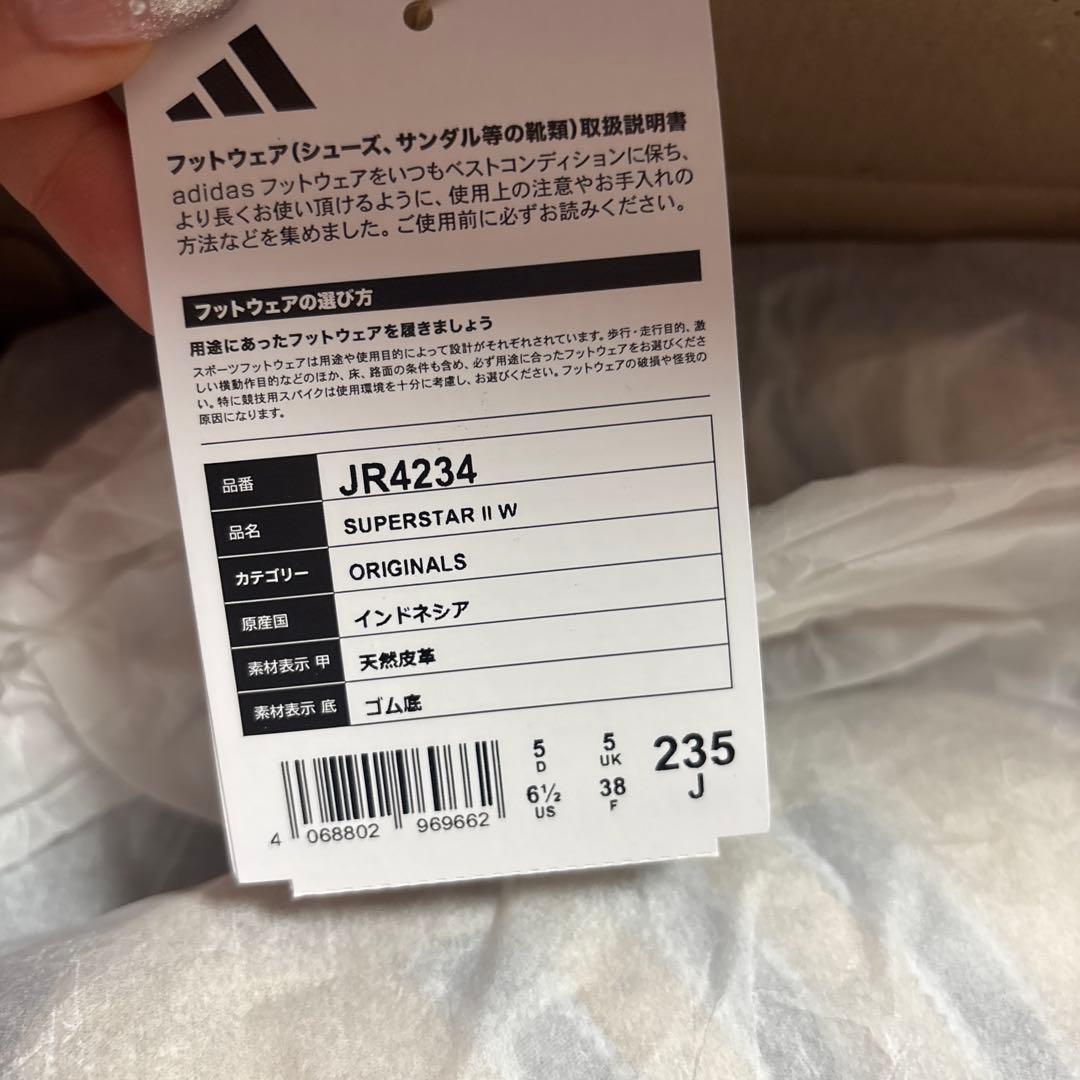 フットウェア(シューズ、サンダル等の靴類)取扱説明書
adidas フットウェアをいつもベストコンディションに保ち、
より長くお使い頂けるように、使用上の注意やお手入れの
方法などを集めました。ご使用前に必ずお読みください。
フットウェアの選び方
用途にあったフットウェアを履きましょう
スポーツフットウェアは用途や使用目的によって設計がそれぞれされています。歩行・走行目的、激
しい横動作目的などのほか、床、路面の条件も含め、必ず用途に合ったフットウェアをお選びくださ
い。特に競技用スパイクは使用環境を十分に考慮し、お選びください。フットウェアの破損や怪我の
原因になります。
品番 JR4234
品名 SUPERSTAR II W
カテゴリー ORIGINALS
原産国 インドネシア
素材表示 甲 天然皮革
素材表示 底 ゴム底
5 5 235
D UK J
6½ 38
US F
4 068802 969662